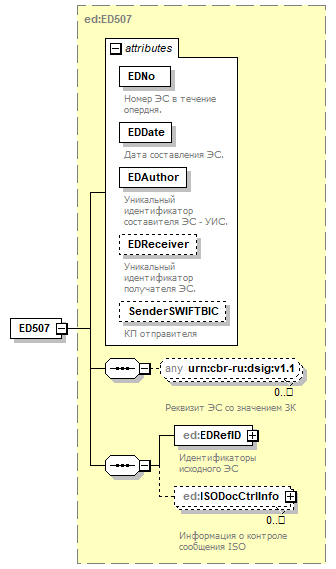 ed:ED507
attributes
EDNo
Номер ЭС в течение
опердня.
EDDate
Дата составления ЭС.
EDAuthor
Уникальный
идентификатор
составителя ЭС - УИС.
EDReceiver
Уникальный
идентификатор
получателя ЭС.
SenderSWIFTBIC
КП отправителя
ED507
any urn:cbr-ru:dsig:v1.1
0..□
Реквизит ЭС со значением ЗК
ed:EDRefID
Идентификаторы
исходного ЭС
ed:ISODocCtrlInfo
0..□
Информация о контроле
сообщения ISO